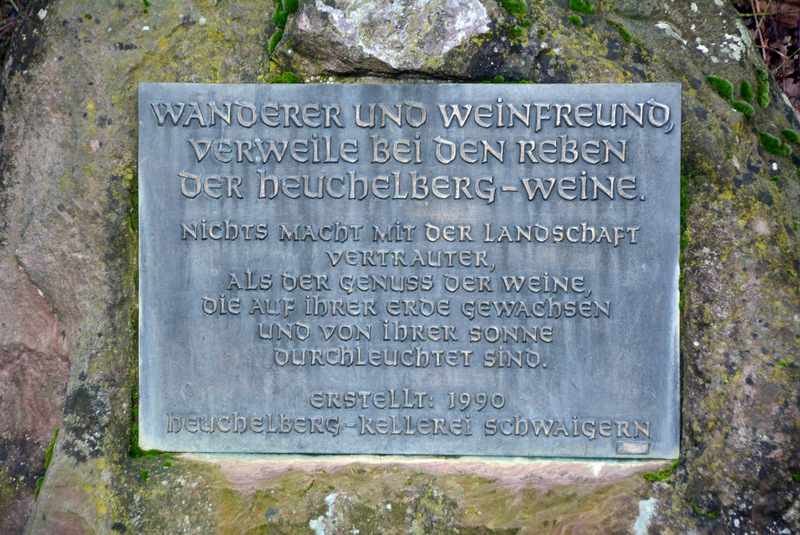 WANDERER UND WEINFREUND,
VERWEILE BEI DEN REBEN
DER HEUCHELBERG-WEINE.
NICHTS MACHT MIT DER LANDSCHAFT
VERTRAUTER,
ALS DER GENUSS DER WEINE,
DIE AUF IHRER ERDE GEWACHSEN
UND VON IHRER SONNE
DURCHLEUCHTET SIND.
ERSTELLT: 1990
HEUCHELBERG-KELLEREI SCHWAIGERN